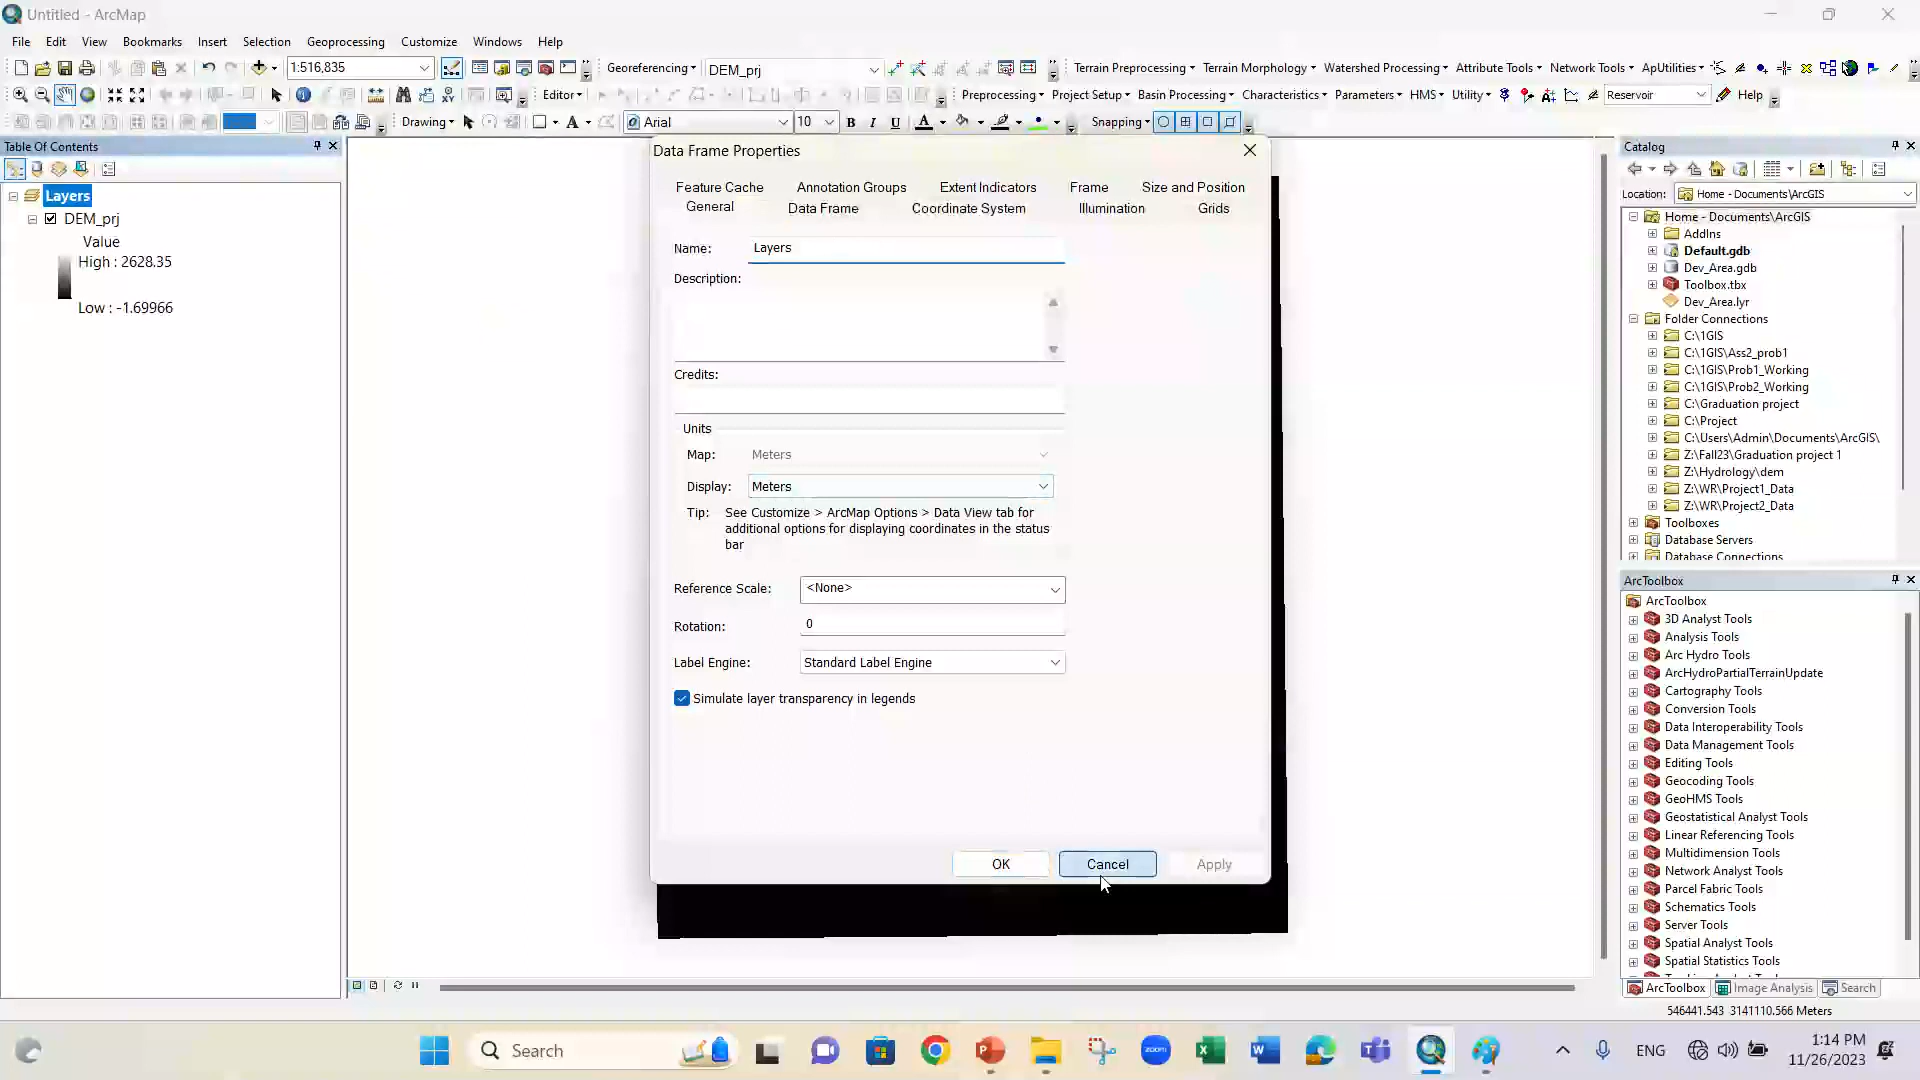 Untitled - ArcMap
File Edit View Bookmarks Insert Selection Geoprocessing Customize Windows Help
1:516,835 Georeferencing DEM_prj Terrain Preprocessing Terrain Morphology Watershed Processing Attribute Tools Network Tools ApUtilities
Editor Preprocessing Project Setup Basin Processing Characteristics Parameters HMS Utility Reservoir Help
Drawing A Arial 10 B I U A Snapping
Table Of Contents
Layers
DEM_prj
Value
High : 2628.35
Low : -1.69966
Data Frame Properties
Feature Cache Annotation Groups Extent Indicators Frame Size and Position
General Data Frame Coordinate System Illumination Grids
Name: Layers
Description:
Credits:
Units
Map: Meters
Display: Meters
Tip: See Customize > ArcMap Options > Data View tab for
additional options for displaying coordinates in the status
bar
Reference Scale: <None>
Rotation: 0
Label Engine: Standard Label Engine
Simulate layer transparency in legends
OK Cancel Apply
Catalog
Location: Home - Documents\ArcGIS
Home - Documents\ArcGIS
AddIns
Default.gdb
Dev_Area.gdb
Toolbox.tbx
Dev_Area.lyr
Folder Connections
C:\1GIS
C:\1GIS\Ass2_prob1
C:\1GIS\Prob1_Working
C:\1GIS\Prob2_Working
C:\Graduation project
C:\Project
C:\Users\Admin\Documents\ArcGIS\
Z:\Fall23\Graduation project 1
Z:\Hydrology\dem
Z:\WR\Project1_Data
Z:\WR\Project2_Data
Toolboxes
Database Servers
Database Connections
ArcToolbox
ArcToolbox
3D Analyst Tools
Analysis Tools
Arc Hydro Tools
ArcHydroPartialTerrainUpdate
Cartography Tools
Conversion Tools
Data Interoperability Tools
Data Management Tools
Editing Tools
Geocoding Tools
GeoHMS Tools
Geostatistical Analyst Tools
Linear Referencing Tools
Multidimension Tools
Network Analyst Tools
Parcel Fabric Tools
Schematics Tools
Server Tools
Spatial Analyst Tools
Spatial Statistics Tools
ArcToolbox Image Analysis Search
546441.543 3141110.566 Meters
Search
zoom
ENG
1:14 PM
11/26/2023